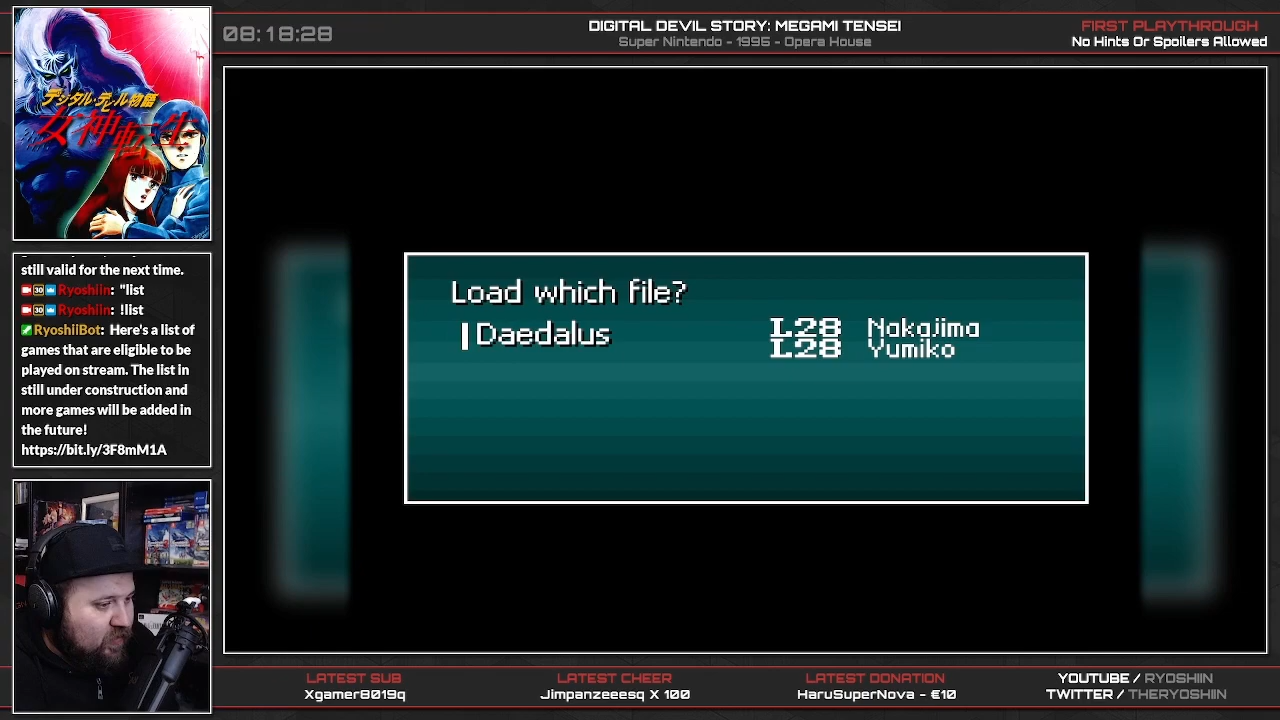 デジタル・デビル物語
女神転生
08:18:28
DIGITAL DEVIL STORY: MEGAMI TENSEI
Super Nintendo - 1995 - Opera House
FIRST PLAYTHROUGH
No Hints Or Spoilers Allowed
still valid for the next time.
30 Ryoshiin: "list
30 Ryoshiin: !list
RyoshiiBot: Here's a list of
games that are eligible to be
played on stream. The list in
still under construction and
more games will be added in
the future!
https://bit.ly/3F8mM1A
Load which file?
Daedalus
L28 Nakajima
L28 Yumiko
LATEST SUB
Xgamer8019q
LATEST CHEER
Jimpanzeeesq X 100
LATEST DONATION
HaruSuperNova - €10
YOUTUBE / RYOSHIIN
TWITTER / THERYOSHIIN